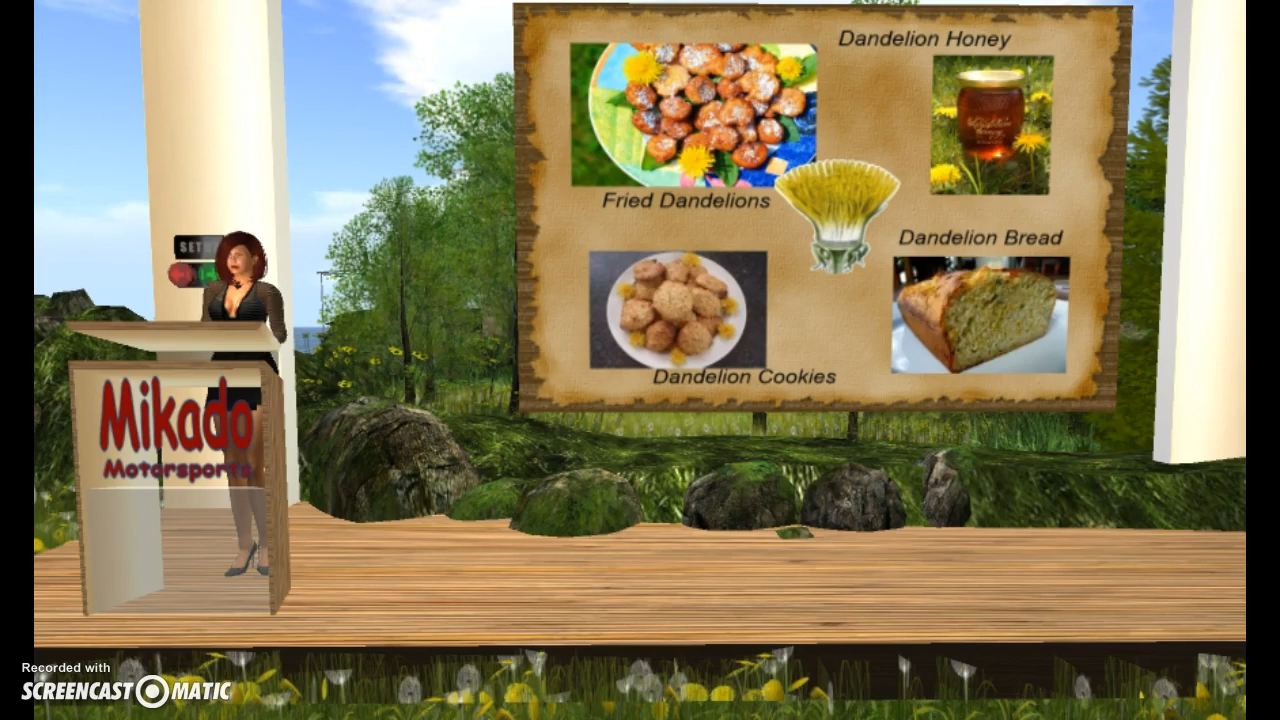 Dandelion Honey
Fried Dandelions
Dandelion Bread
Dandelion Cookies
Mikado
Motorsports
Recorded with
SCREENCAST-O-MATIC